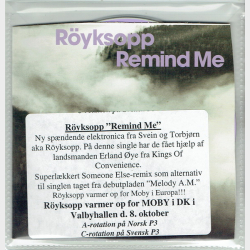 Röyksopp
Remind Me
Röyksopp ”Remind Me”
Ny spændende elektronica fra Svein og Torbjørn
aka Röyksopp. På denne single har de fået hjælp af
landsmanden Erland Øye fra Kings Of
Convenience.
Superlækkert Someone Else-remix som alternativ
til singlen taget fra debutpladen ”Melody A.M.”
Röyksopp varmer op for Moby i Europa!!!
Röyksopp varmer op for MOBY i DK i
Valbyhallen d. 8. oktober
A-rotation på Norsk P3
C-rotation på Svensk P3